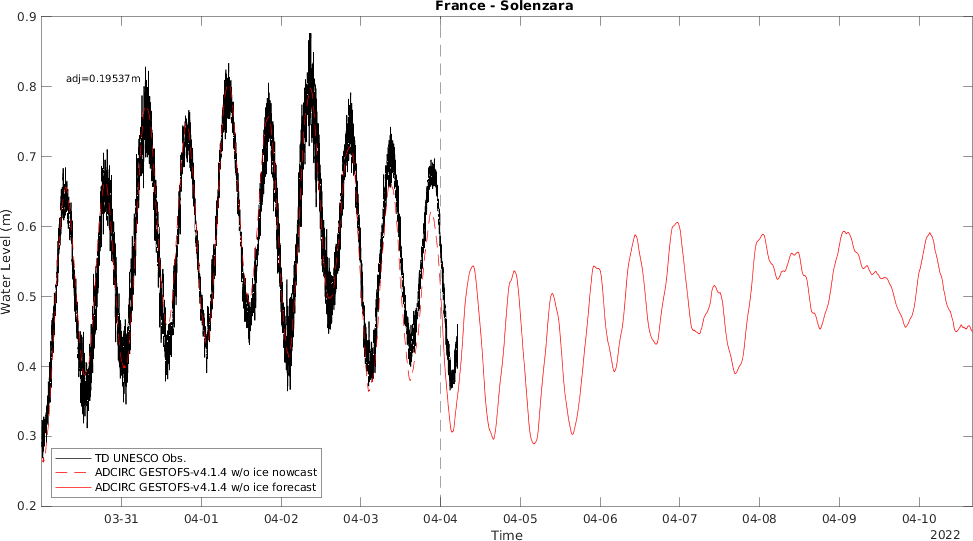 France - Solenzara
0.9
0.8
0.7
0.6
0.5
0.4
0.3
0.2
Water Level (m)
adj=0.19537m
TD UNESCO Obs.
ADCIRC GESTOFS-v4.1.4 w/o ice nowcast
ADCIRC GESTOFS-v4.1.4 w/o ice forecast
03-31 04-01 04-02 04-03 04-04 04-05 04-06 04-07 04-08 04-09 04-10
Time
2022